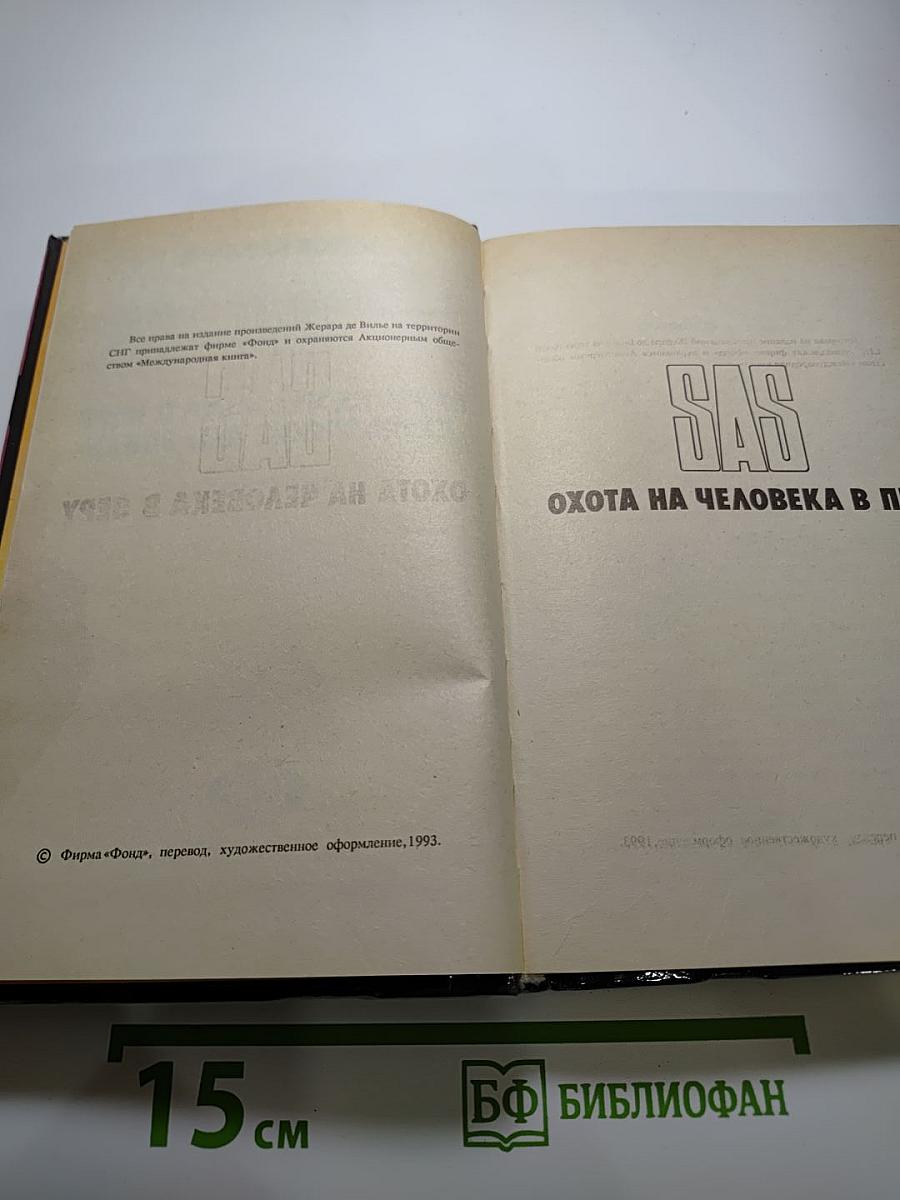 Все права на издание произведений Жерара де Вилье на территории
СНГ принадлежат фирме «Фонд» и охраняются Акционерным обще-
ством «Международная книга».
© Фирма «Фонд», перевод, художественное оформление, 1993.
SAS
ОХОТА НА ЧЕЛОВЕКА В П
15 см
БФ БИБЛИОФАН